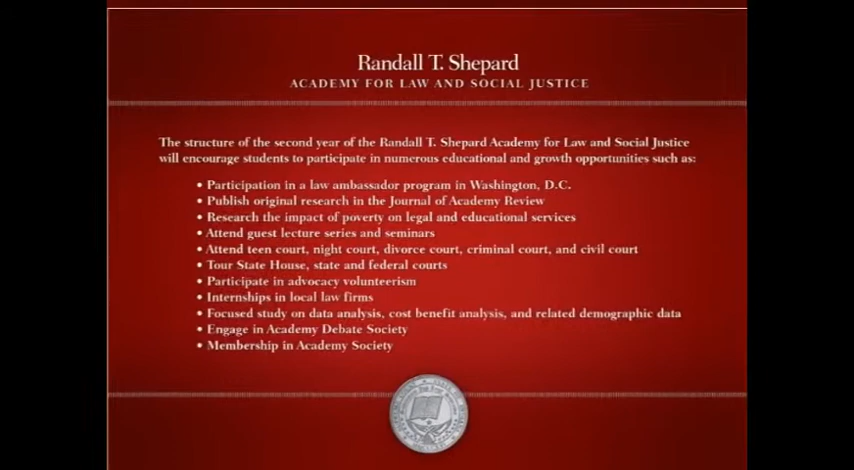 Randall T. Shepard
ACADEMY FOR LAW AND SOCIAL JUSTICE
The structure of the second year of the Randall T. Shepard Academy for Law and Social Justice
will encourage students to participate in numerous educational and growth opportunities such as:
• Participation in a law ambassador program in Washington, D.C.
• Publish original research in the Journal of Academy Review
• Research the impact of poverty on legal and educational services
• Attend guest lecture series and seminars
• Attend teen court, night court, divorce court, criminal court, and civil court
• Tour State House, state and federal courts
• Participate in advocacy volunteerism
• Internships in local law firms
• Focused study on data analysis, cost benefit analysis, and related demographic data
• Engage in Academy Debate Society
• Membership in Academy Society